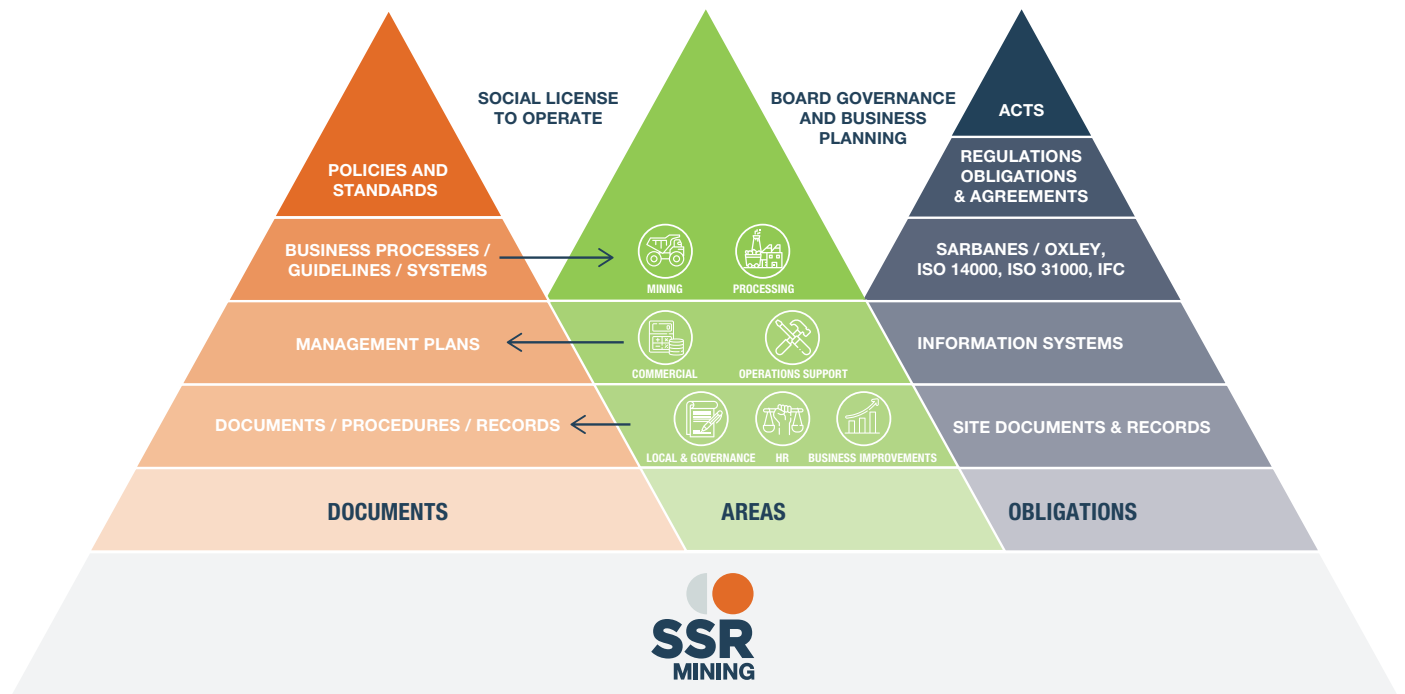 SOCIAL LICENSE
TO OPERATE
BOARD GOVERNANCE
AND BUSINESS
PLANNING
POLICIES AND
STANDARDS
BUSINESS PROCESSES /
GUIDELINES / SYSTEMS
MANAGEMENT PLANS
DOCUMENTS / PROCEDURES / RECORDS
DOCUMENTS
MINING
PROCESSING
COMMERCIAL
OPERATIONS SUPPORT
LOCAL & GOVERNANCE
HR
BUSINESS IMPROVEMENTS
AREAS
ACTS
REGULATIONS
OBLIGATIONS
& AGREEMENTS
SARBANES / OXLEY,
ISO 14000, ISO 31000, IFC
INFORMATION SYSTEMS
SITE DOCUMENTS & RECORDS
OBLIGATIONS
SSR
MINING